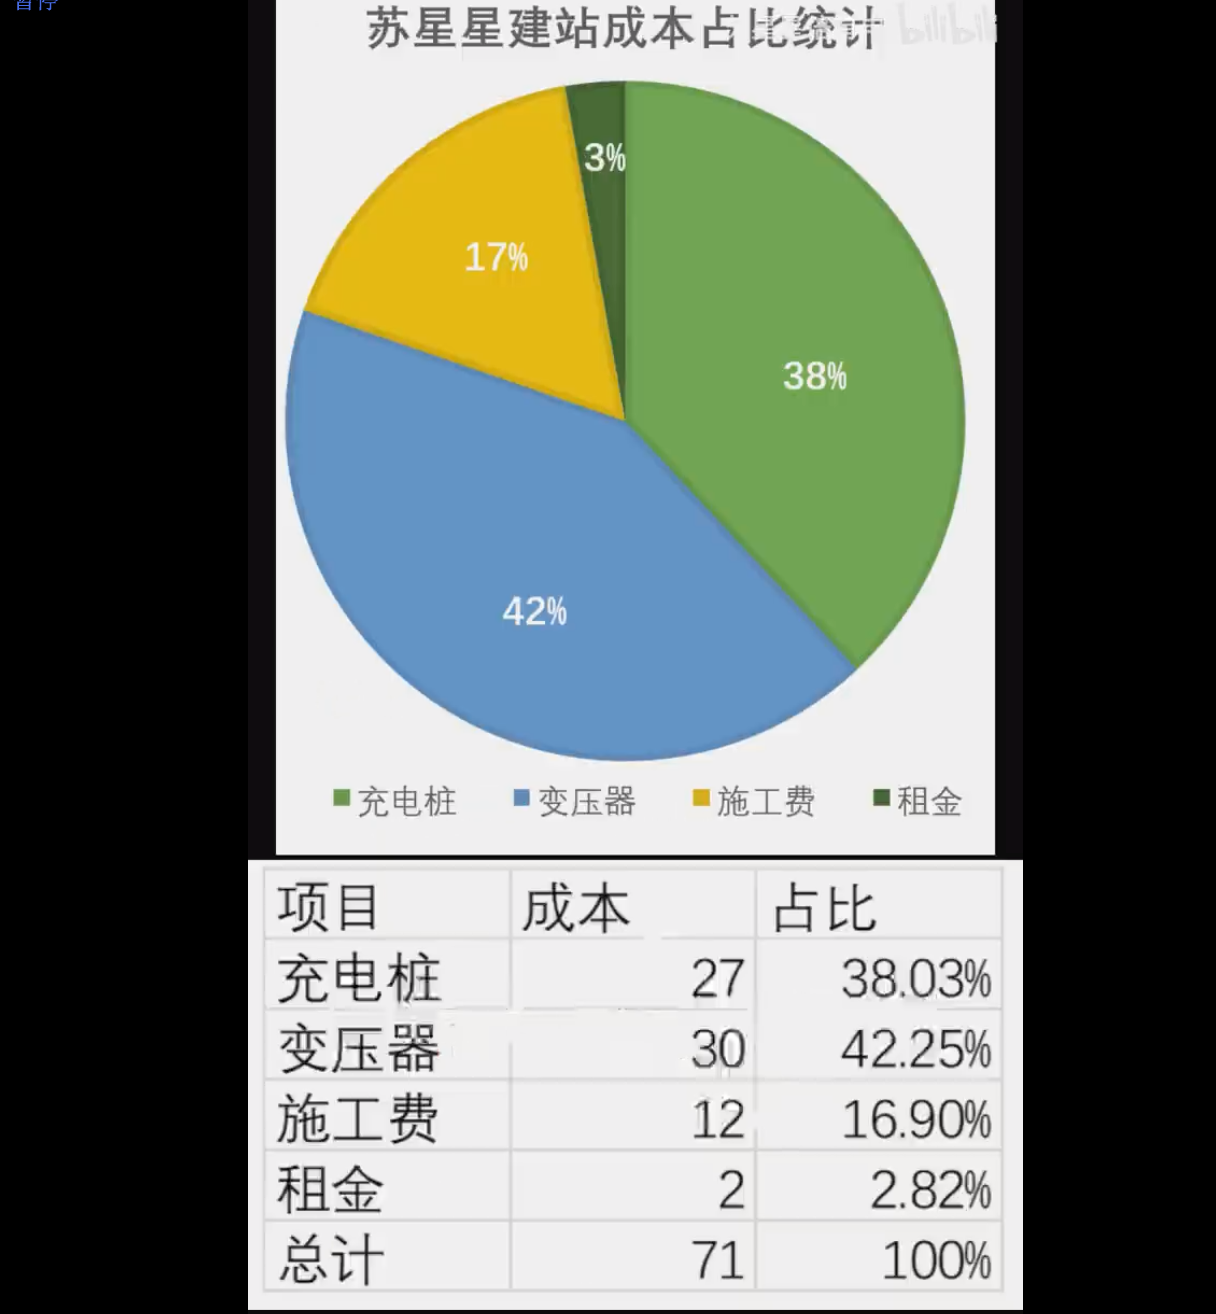 暂停
苏星星建站成本占比统计
bilibili
3%
17%
38%
42%
充电桩 变压器 施工费 租金
项目 成本 占比
充电桩 27 38.03%
变压器 30 42.25%
施工费 12 16.90%
租金 2 2.82%
总计 71 100%